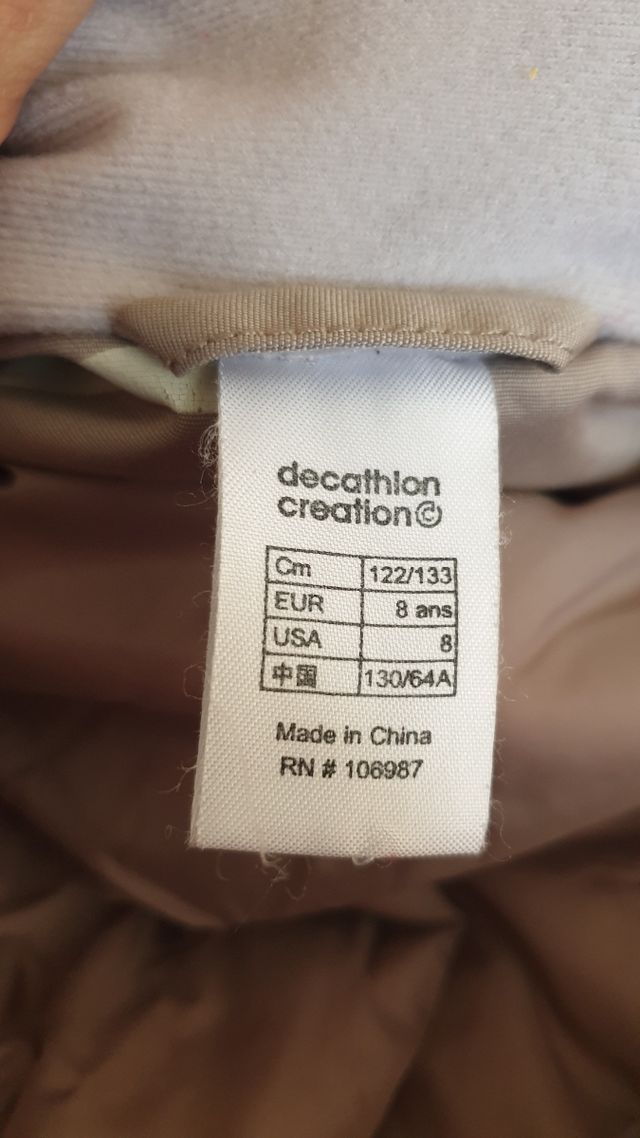 decathlon
creation©
Cm 122/133
EUR 8 ans
USA 8
中国 130/64A
Made in China
RN # 106987